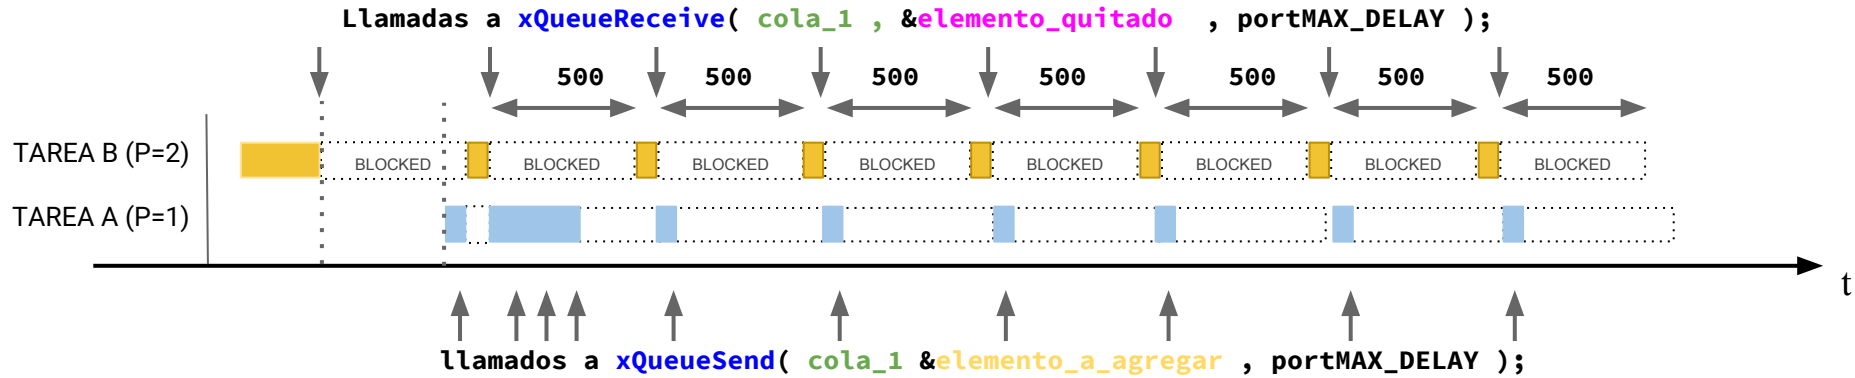 Llamadas a xQueueReceive( cola_1 , &elemento_quitado , portMAX_DELAY );
500 500 500 500 500 500 500
TAREA B (P=2) BLOCKED BLOCKED BLOCKED BLOCKED BLOCKED BLOCKED BLOCKED BLOCKED
TAREA A (P=1)
t
llamados a xQueueSend( cola_1 &elemento_a_agregar , portMAX_DELAY );